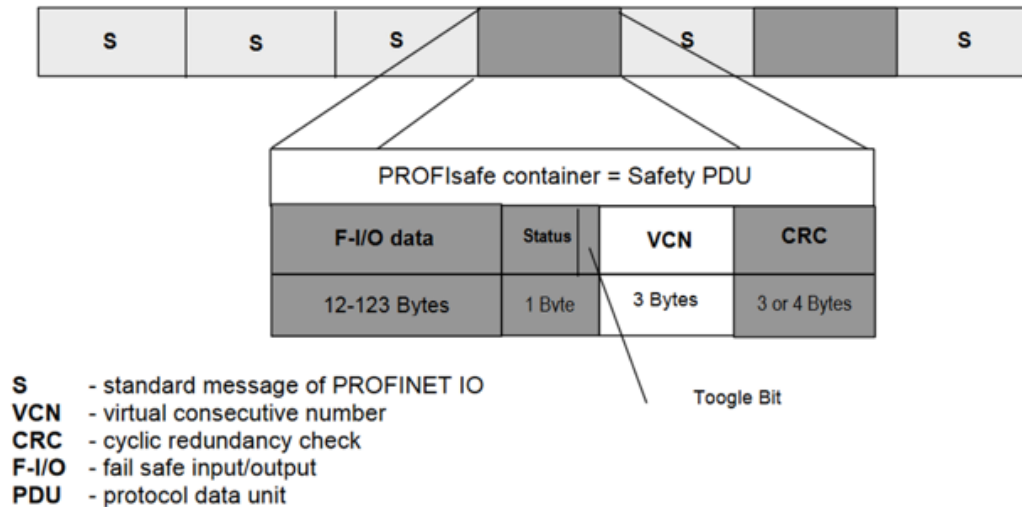 S S S S S
PROFIsafe container = Safety PDU
F-I/O data Status VCN CRC
12-123 Bytes 1 Byte 3 Bytes 3 or 4 Bytes
Toogle Bit
S - standard message of PROFINET IO
VCN - virtual consecutive number
CRC - cyclic redundancy check
F-I/O - fail safe input/output
PDU - protocol data unit